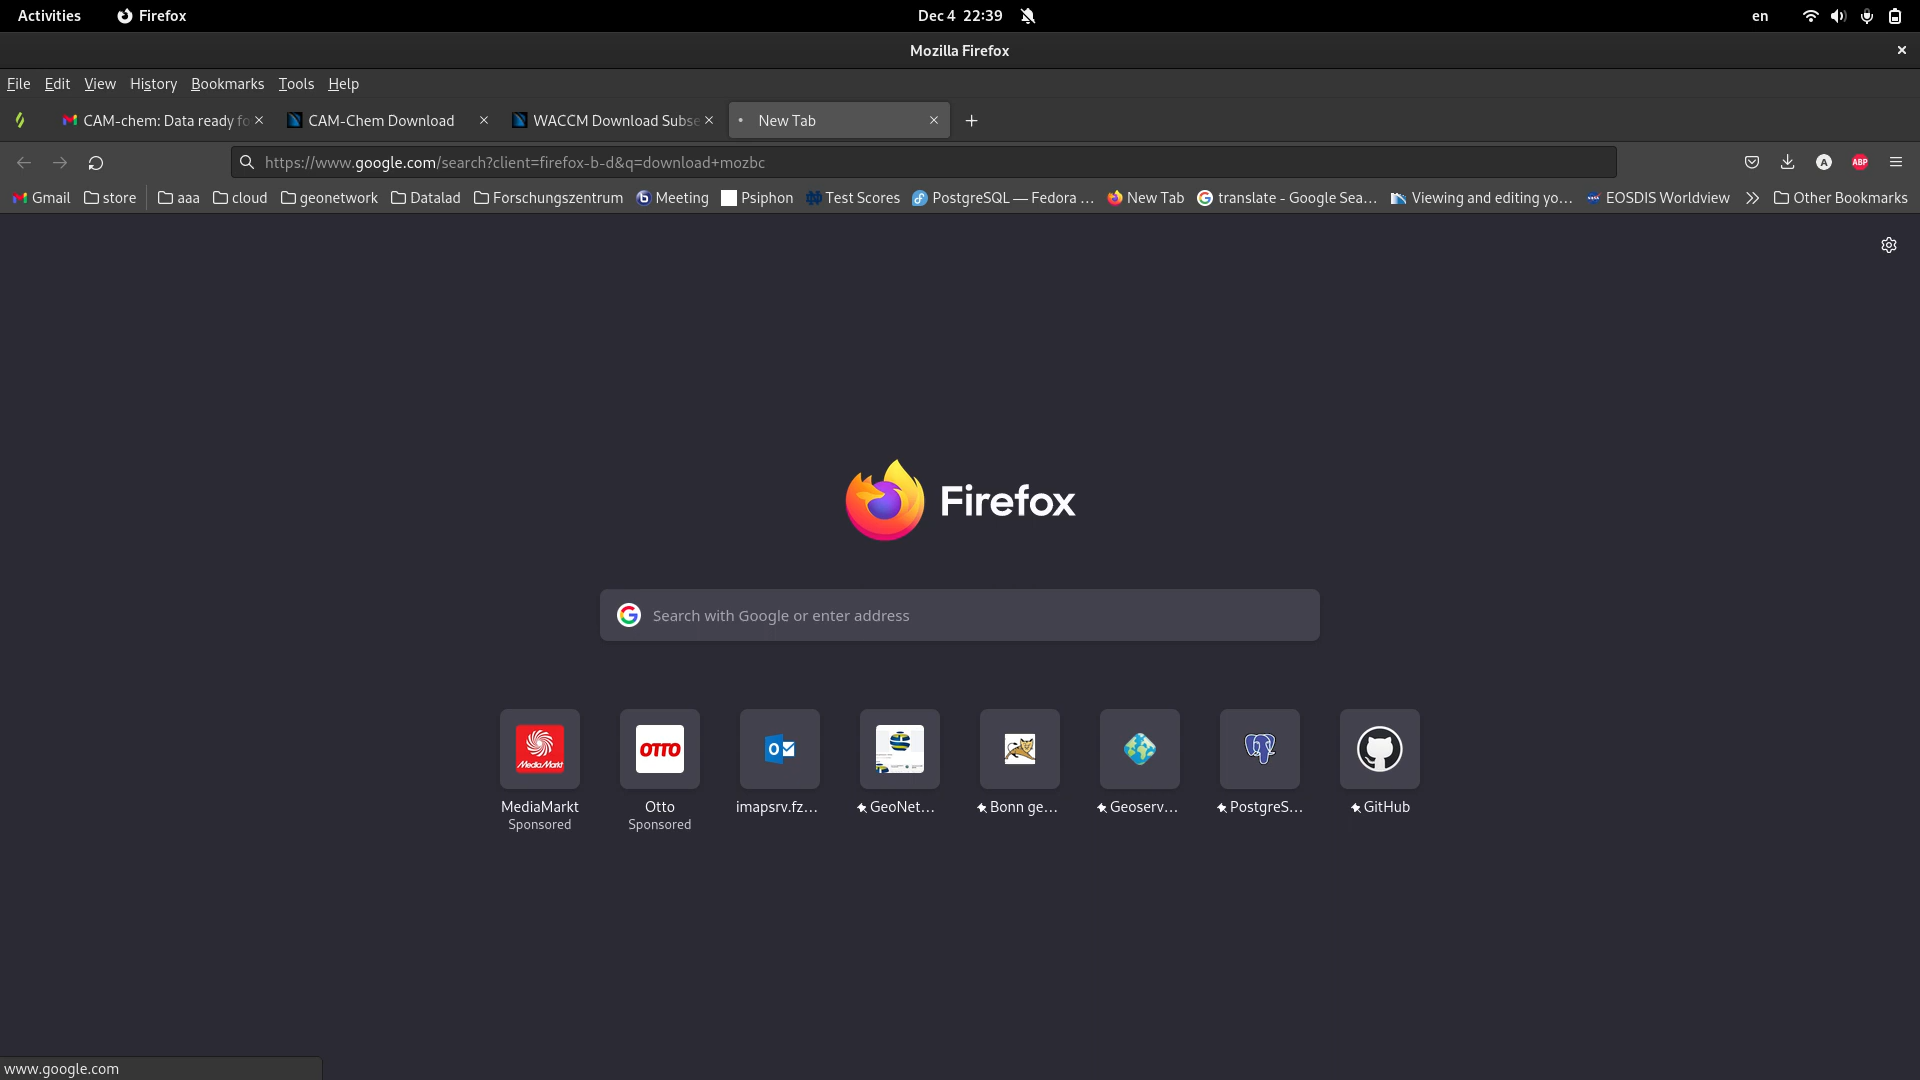 Activities Firefox Dec 4 22:39 en
Mozilla Firefox
File Edit View History Bookmarks Tools Help
CAM-chem: Data ready fo CAM-Chem Download WACCM Download Subse New Tab
https://www.google.com/search?client=firefox-b-d&q=download+mozbc A ABP
Gmail store aaa cloud geonetwork Datalad Forschungszentrum Meeting Psiphon Test Scores PostgreSQL — Fedora … New Tab translate - Google Sea… Viewing and editing yo… EOSDIS Worldview Other Bookmarks
Firefox
Search with Google or enter address
MediaMarkt OTTO
MediaMarkt Otto imapsrv.fz… GeoNet… Bonn ge… Geoserv… PostgreS… GitHub
Sponsored Sponsored
www.google.com